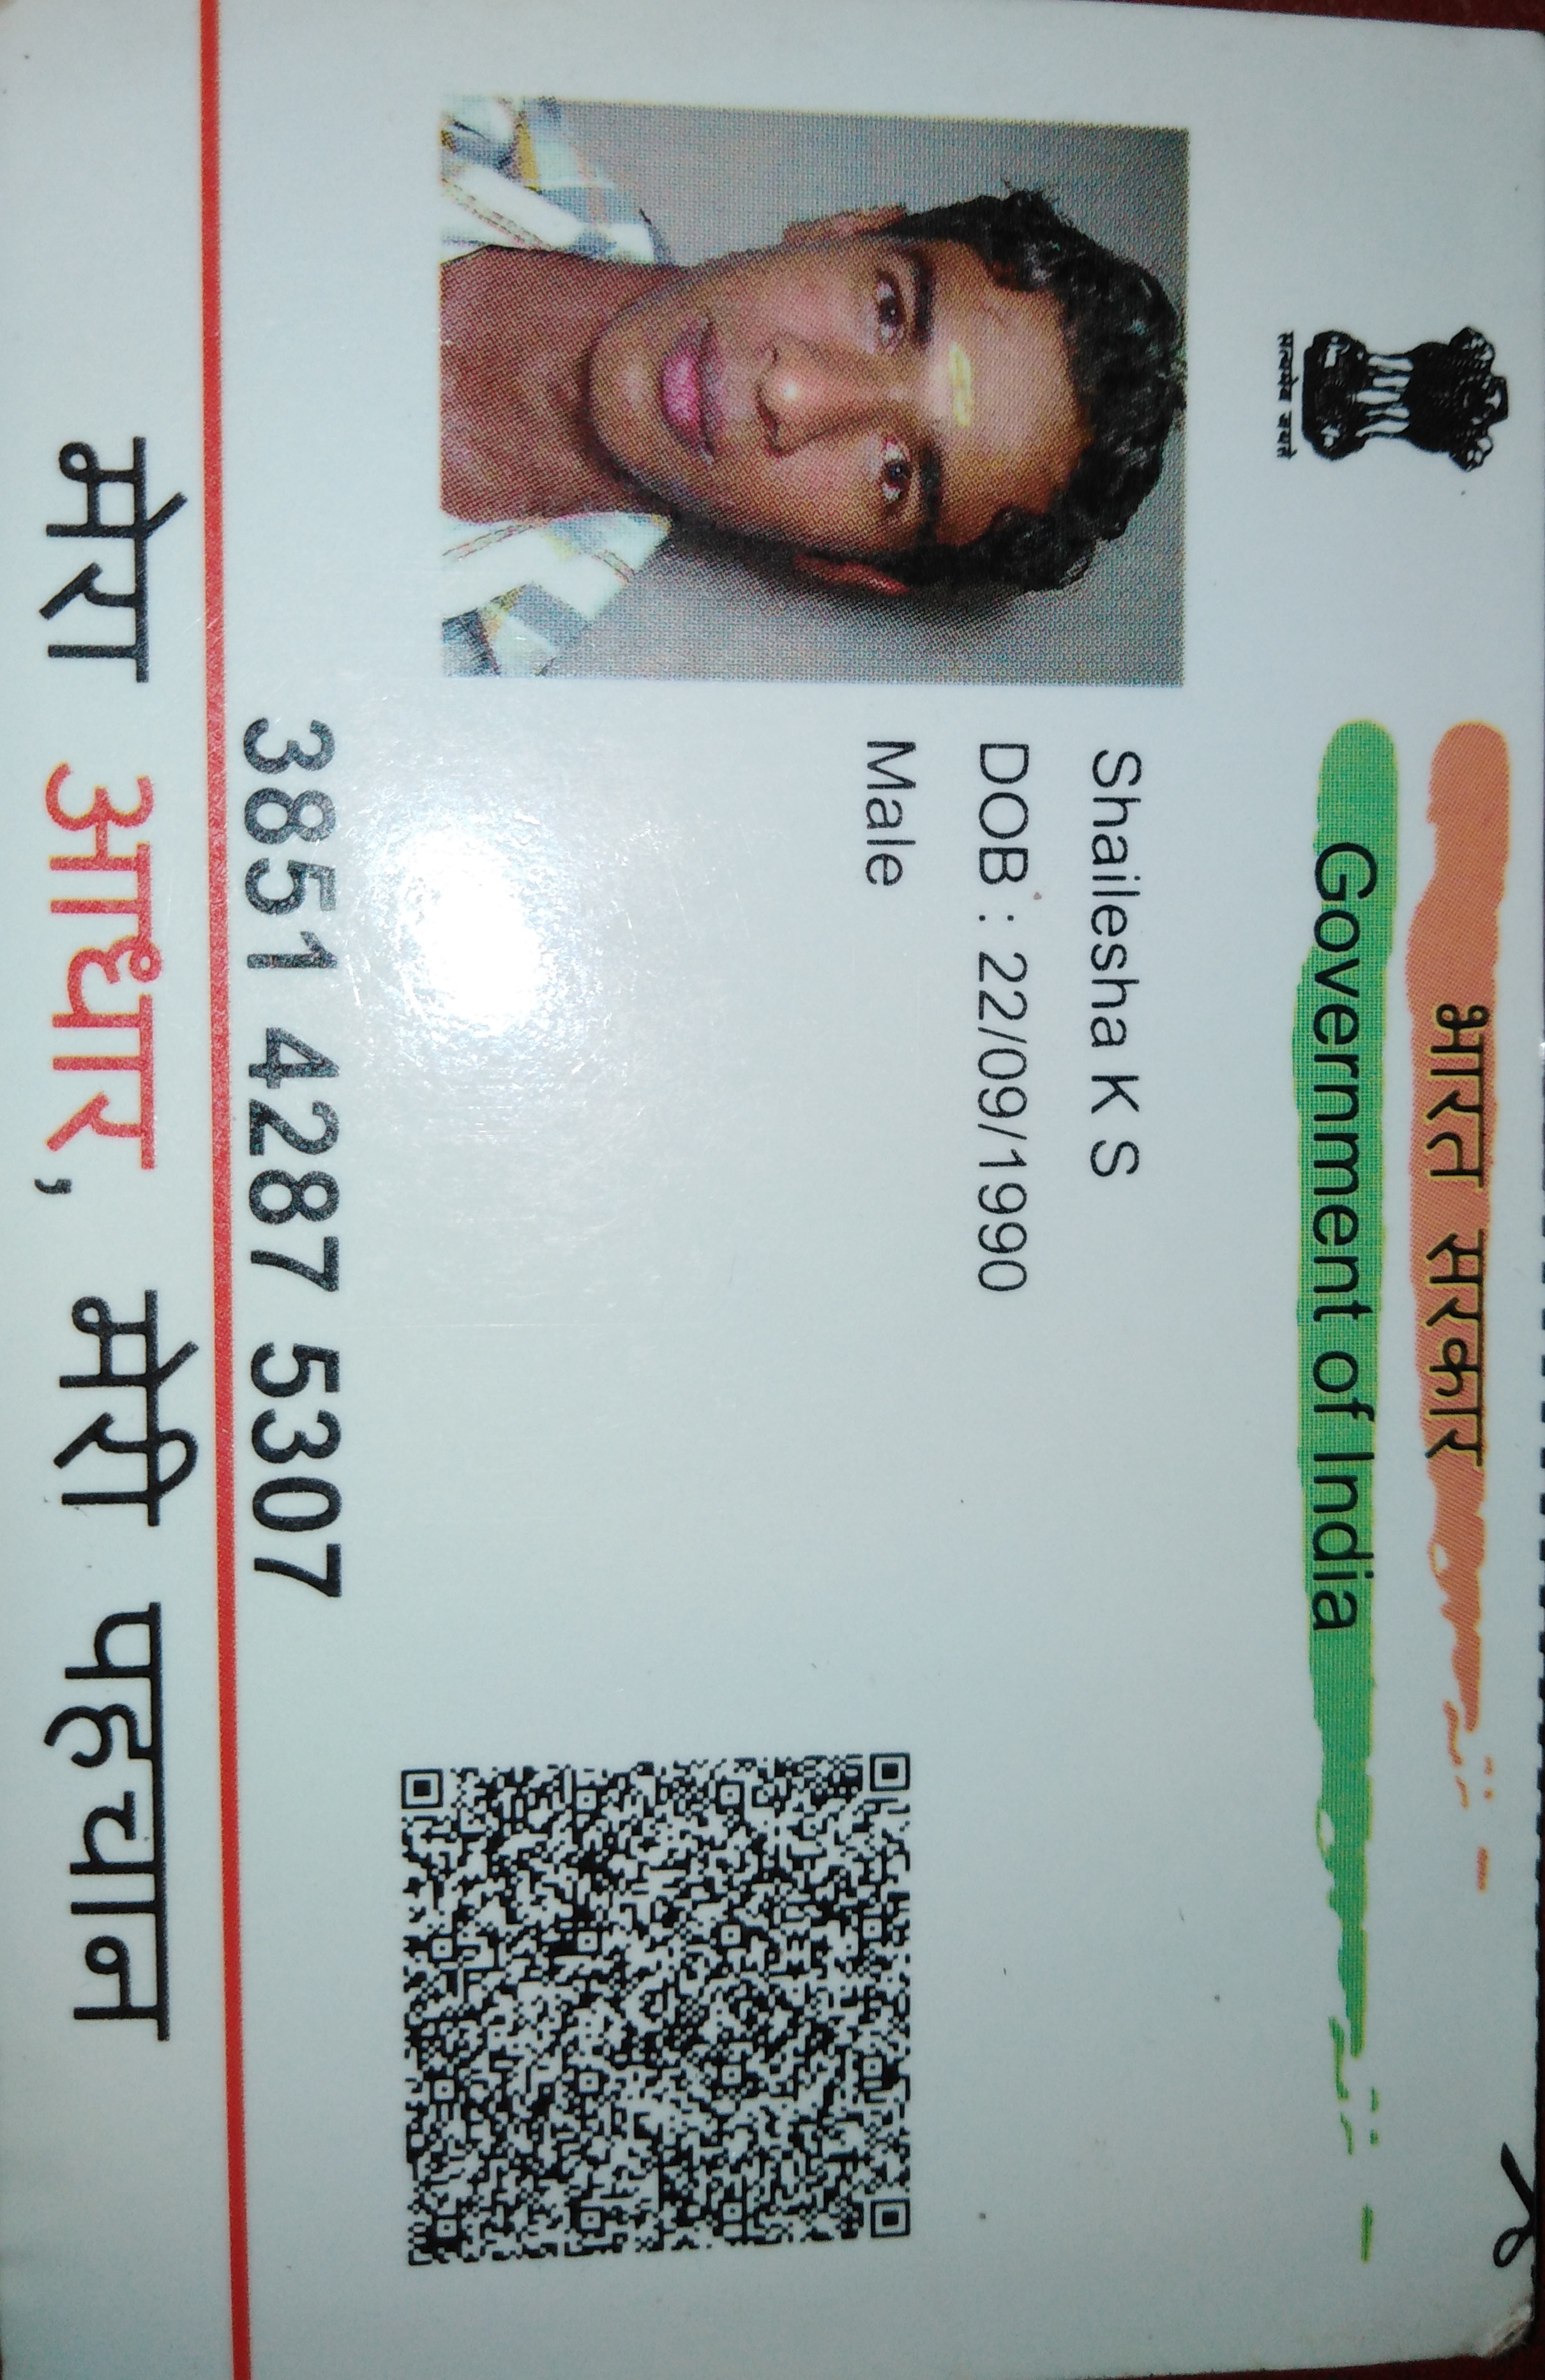 भारत सरकार
Government of India
सत्यमेव जयते
Shailesha K S
DOB : 22/09/1990
Male
3851 4287 5307
मेरा आधार, मेरी पहचान